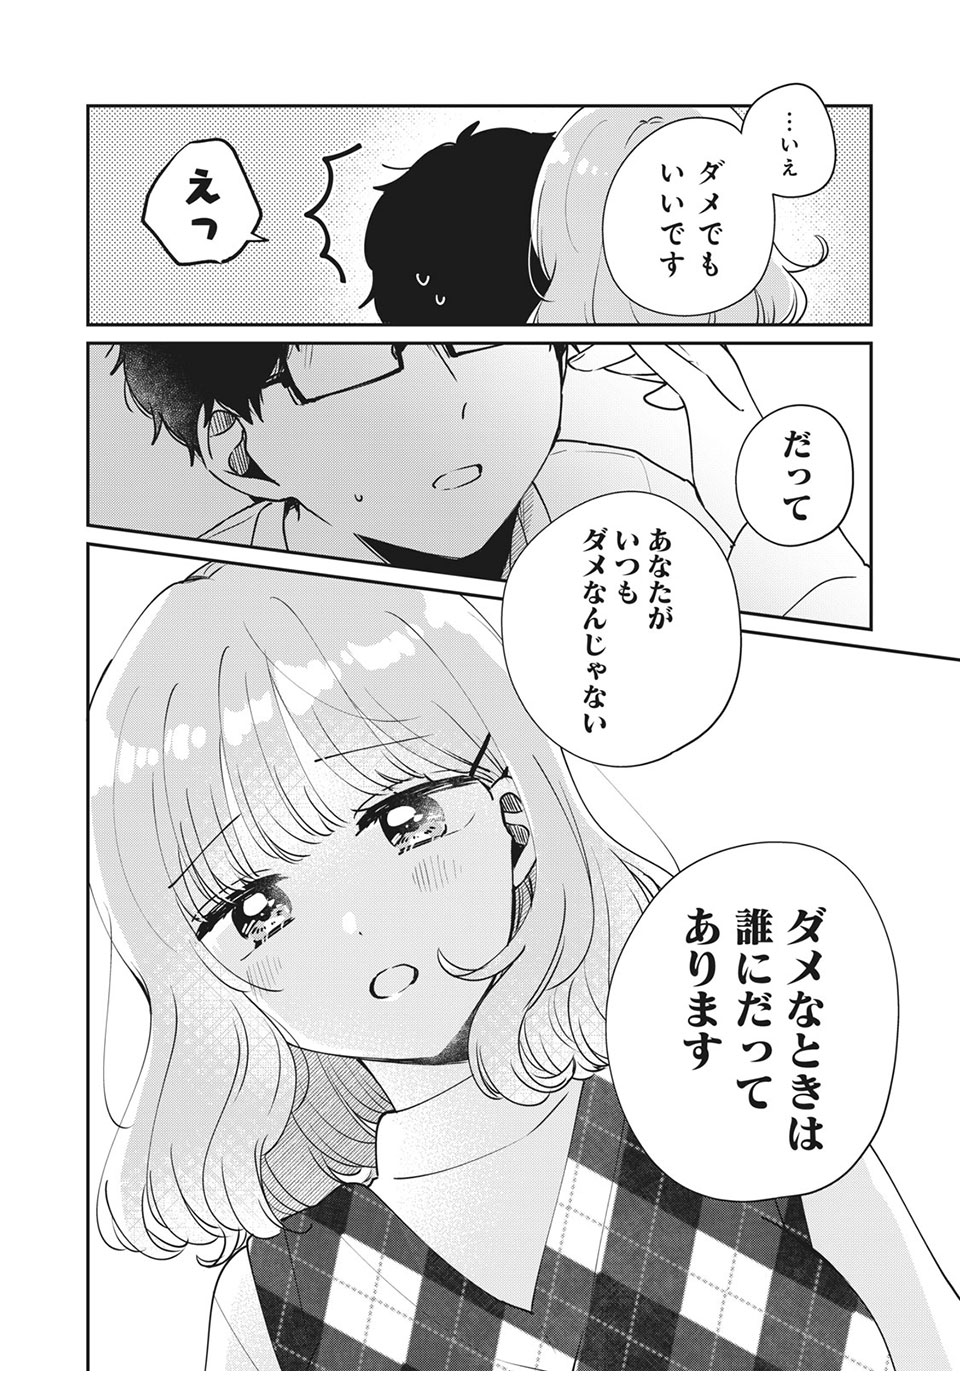 …いえ
ダメでも
いいです
えっ
だって
あなたが
いつも
ダメなんじゃない
ダメなときは
誰にだって
あります